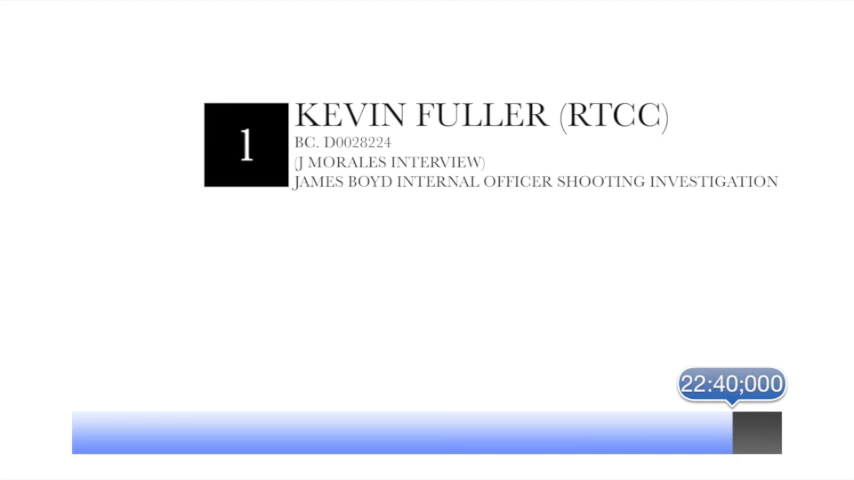 1
KEVIN FULLER (RTCC)
BC. D0028224
(J MORALES INTERVIEW)
JAMES BOYD INTERNAL OFFICER SHOOTING INVESTIGATION
22:40;000